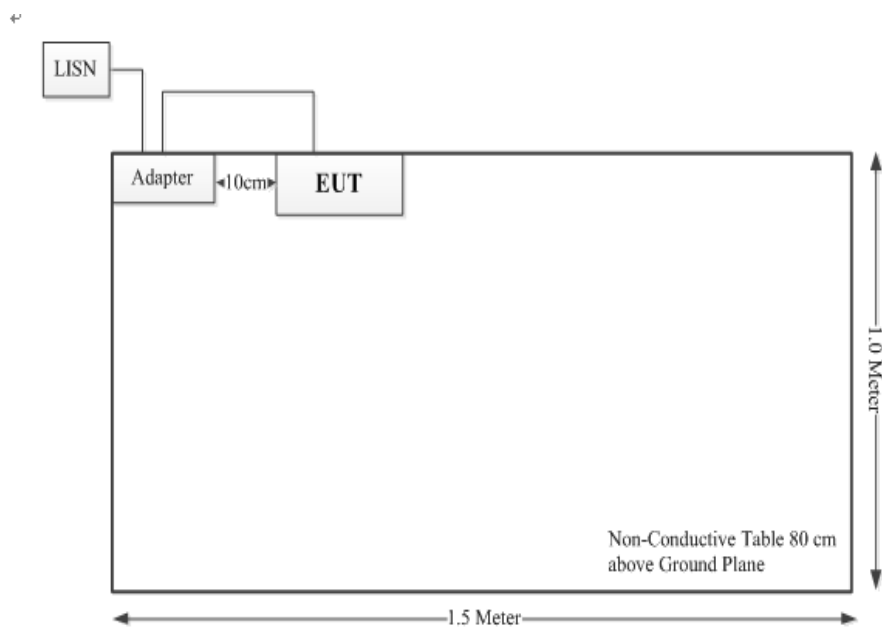 LISN
Adapter
10cm
EUT
1.0 Meter
Non-Conductive Table 80 cm
above Ground Plane
1.5 Meter